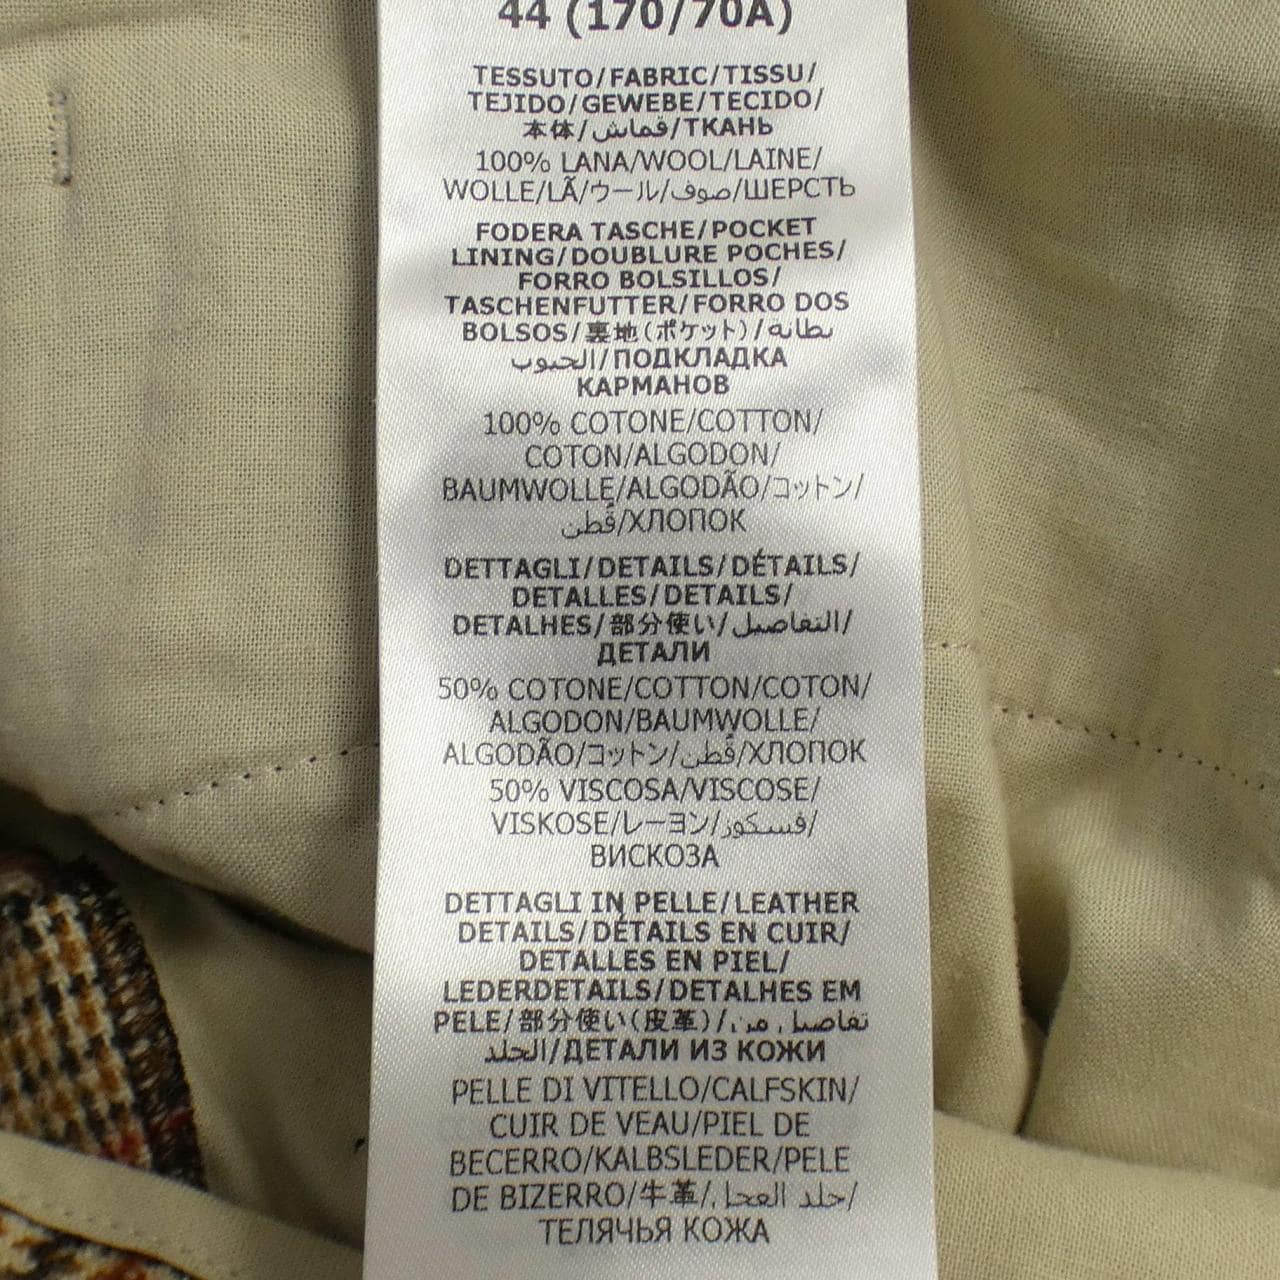 44 (170/70A)
TESSUTO/FABRIC/TISSU/
TEJIDO/GEWEBE/TECIDO/
本体/قماش/ТКАНЬ
100% LANA/WOOL/LAINE/
WOLLE/LÃ/ウール/صوف/ШЕРСТЬ
FODERA TASCHE/POCKET
LINING/DOUBLURE POCHES/
FORRO BOLSILLOS/
TASCHENFUTTER/FORRO DOS
BOLSOS/裏地(ポケット)/بطانة
الجيوب/ПОДКЛАДКА
КАРМАНОВ
100% COTONE/COTTON/
COTON/ALGODON/
BAUMWOLLE/ALGODÃO/コットン/
قُطن/ХЛОПОК
DETTAGLI/DETAILS/DÉTAILS/
DETALLES/DETAILS/
DETALHES/部分使い/التفاصيل/
ДЕТАЛИ
50% COTONE/COTTON/COTON/
ALGODON/BAUMWOLLE/
ALGODÃO/コットン/قُطن/ХЛОПОК
50% VISCOSA/VISCOSE/
VISKOSE/レーヨン/فسكوز/
ВИСКОЗА
DETTAGLI IN PELLE/LEATHER
DETAILS/DÉTAILS EN CUIR/
DETALLES EN PIEL/
LEDERDETAILS/DETALHES EM
PELE/部分使い(皮革)/تفاصيل من
الجلد/ДЕТАЛИ ИЗ КОЖИ
PELLE DI VITELLO/CALFSKIN/
CUIR DE VEAU/PIEL DE
BECERRO/KALBSLEDER/PELE
DE BIZERRO/牛革/جلد العجل/
ТЕЛЯЧЬЯ КОЖА